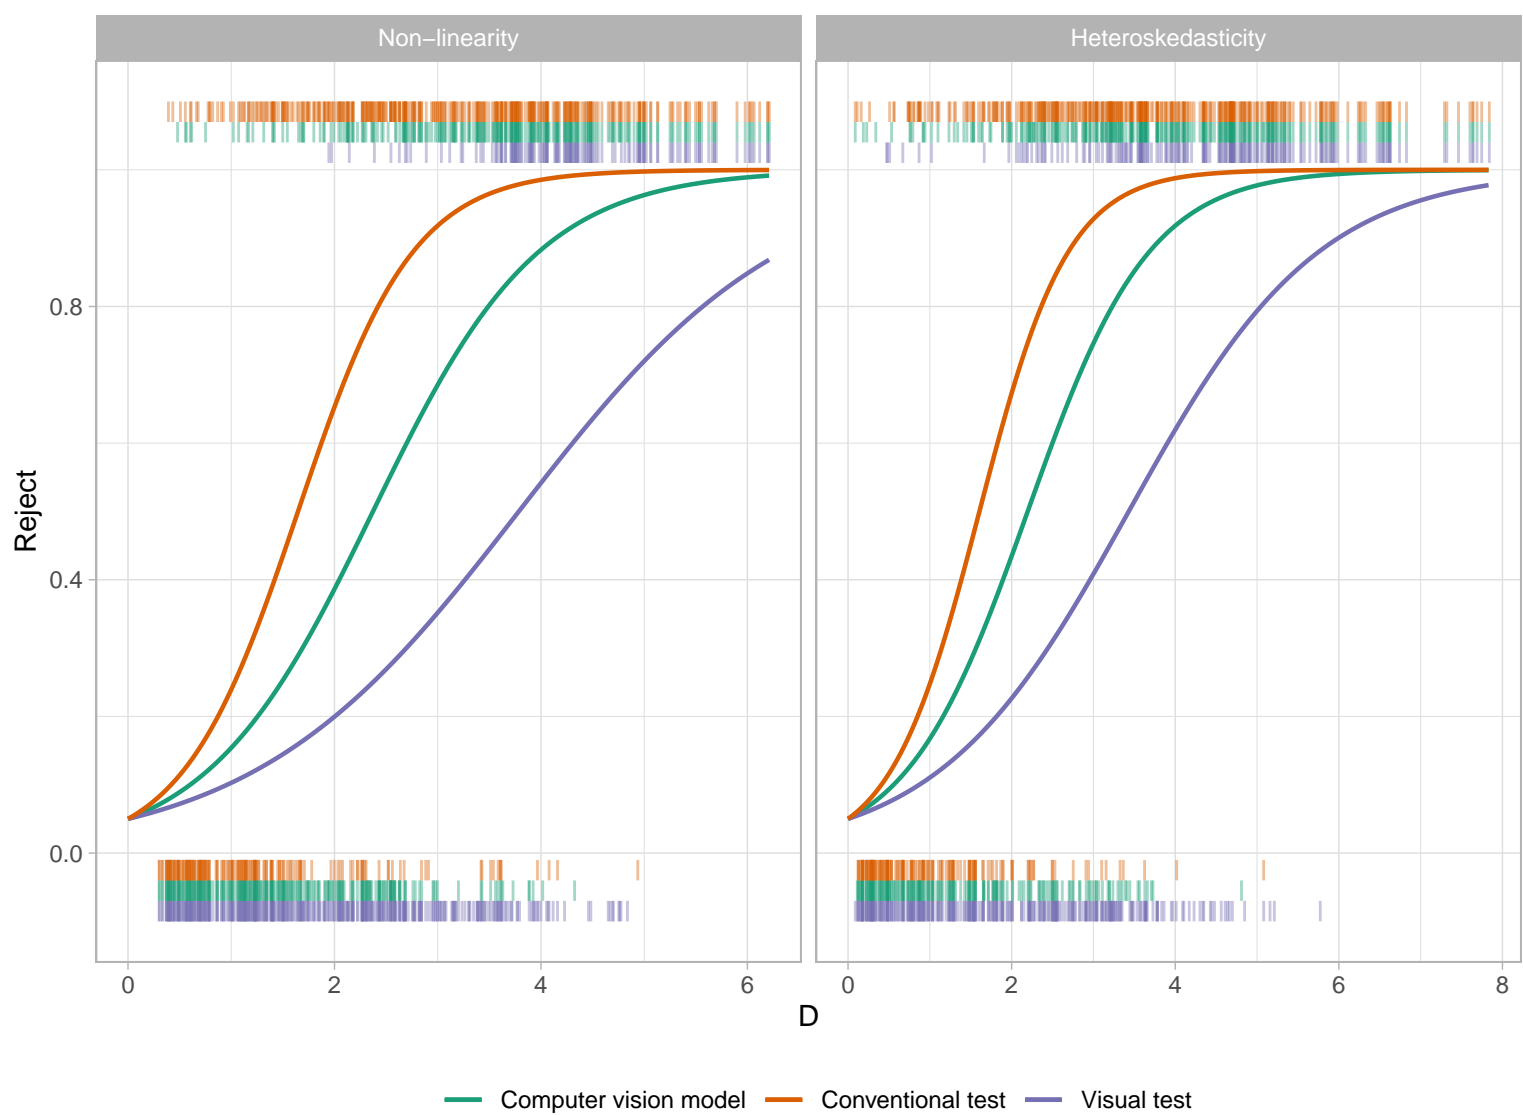 Non−linearity
Heteroskedasticity
Reject
0.8
0.4
0.0
0 2 4 6
0 2 4 6 8
D
Computer vision model Conventional test Visual test